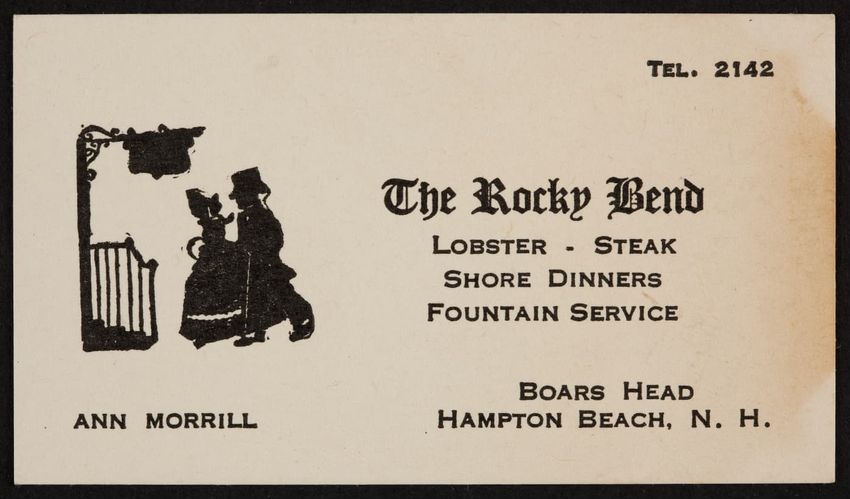 TEL. 2142
The Rocky Bend
LOBSTER - STEAK
SHORE DINNERS
FOUNTAIN SERVICE
BOARS HEAD
ANN MORRILL
HAMPTON BEACH, N. H.